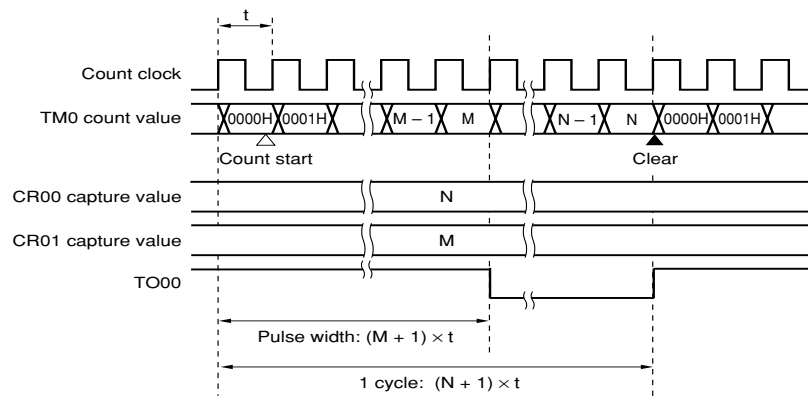 t
Count clock
TM0 count value 0000H 0001H M – 1 M N – 1 N 0000H 0001H
Count start Clear
CR00 capture value N
CR01 capture value M
TO00
Pulse width: (M + 1) × t
1 cycle: (N + 1) × t